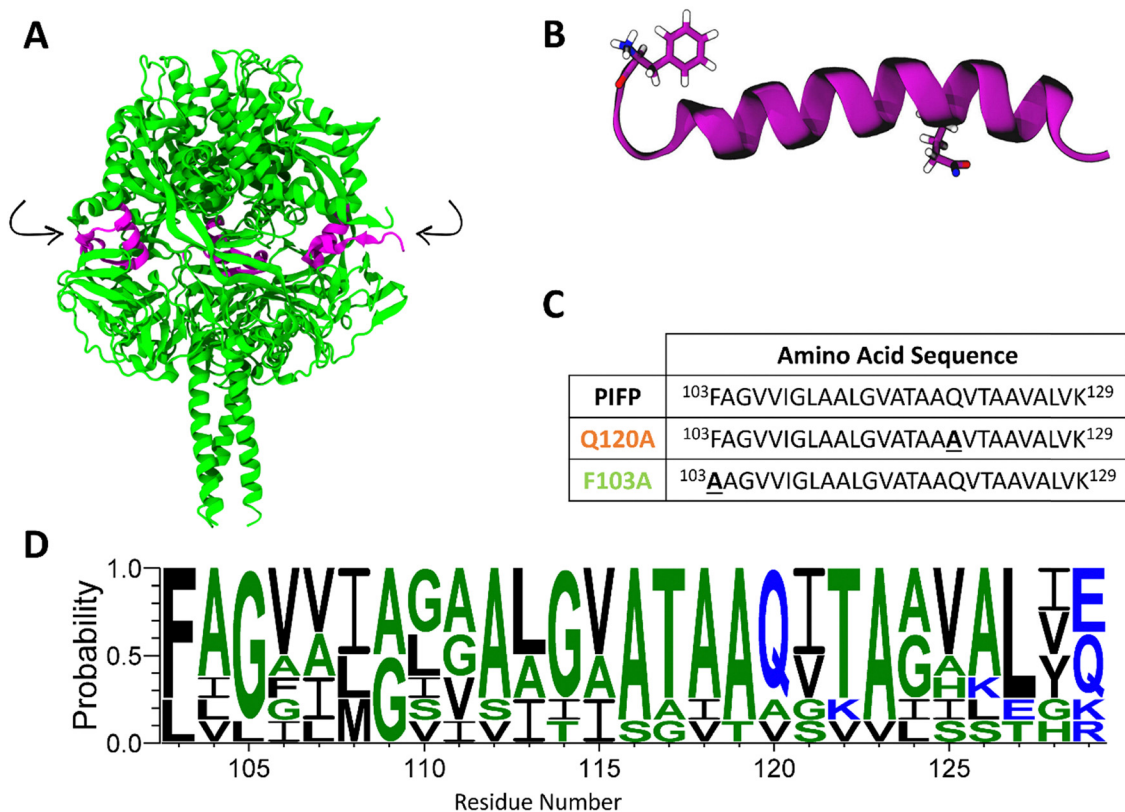 A
B
C
Amino Acid Sequence
PIFP ¹⁰³FAGVVIGLAALGVATAAQVTAAVALVK¹²⁹
Q120A ¹⁰³FAGVVIGLAALGVATAAAVTAAVALVK¹²⁹
F103A ¹⁰³AAGVVIGLAALGVATAAQVTAAVALVK¹²⁹
D
Probability
1.0
0.5
0.0
FAGVVIAGAALGVATAAQITAAVALIE
105 110 115 120 125
Residue Number